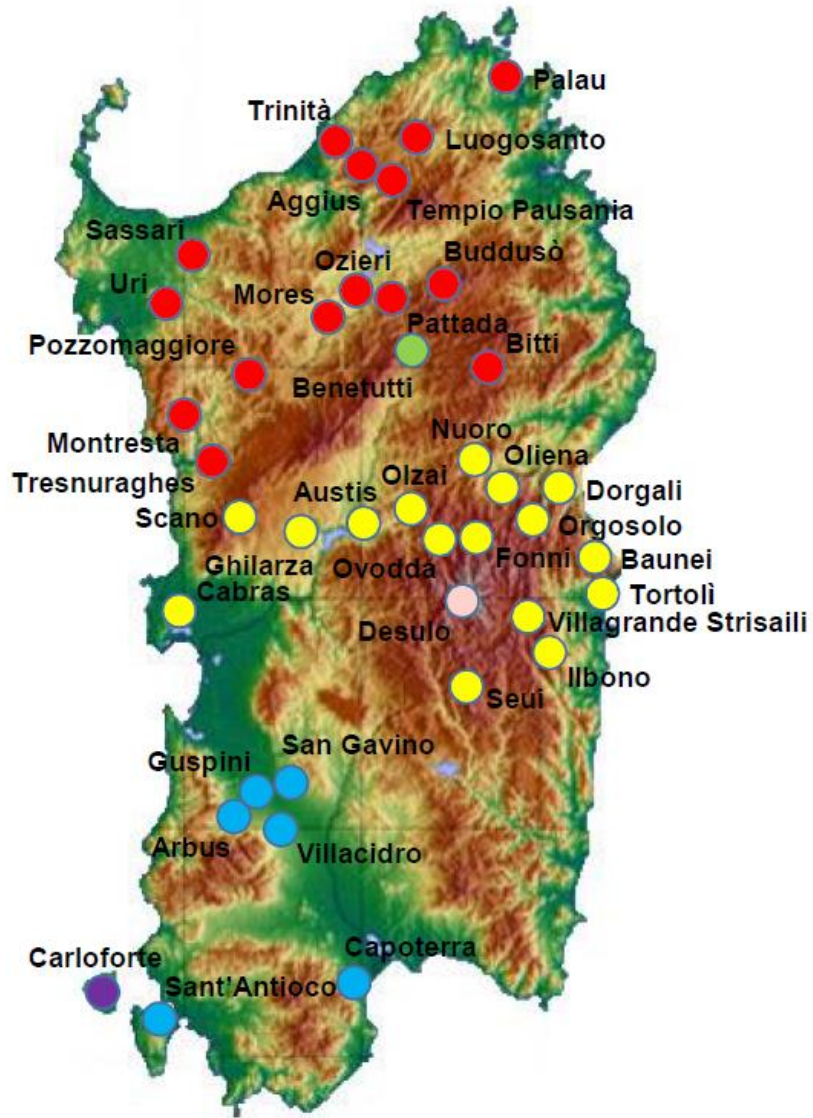 Palau
Trinità
Luogosanto
Aggius
Tempio Pausania
Sassari
Ozieri
Buddusò
Uri
Mores
Pattada
Pozzomaggiore
Bitti
Benetutti
Montresta
Nuoro
Tresnuraghes
Olzai
Oliena
Austis
Dorgali
Scano
Orgosolo
Ghilarza
Ovodda
Fonni
Baunei
Cabras
Tortolì
Desulo
Villagrande Strisaili
Ilbono
Seui
San Gavino
Guspini
Arbus
Villacidro
Capoterra
Carloforte
Sant'Antioco